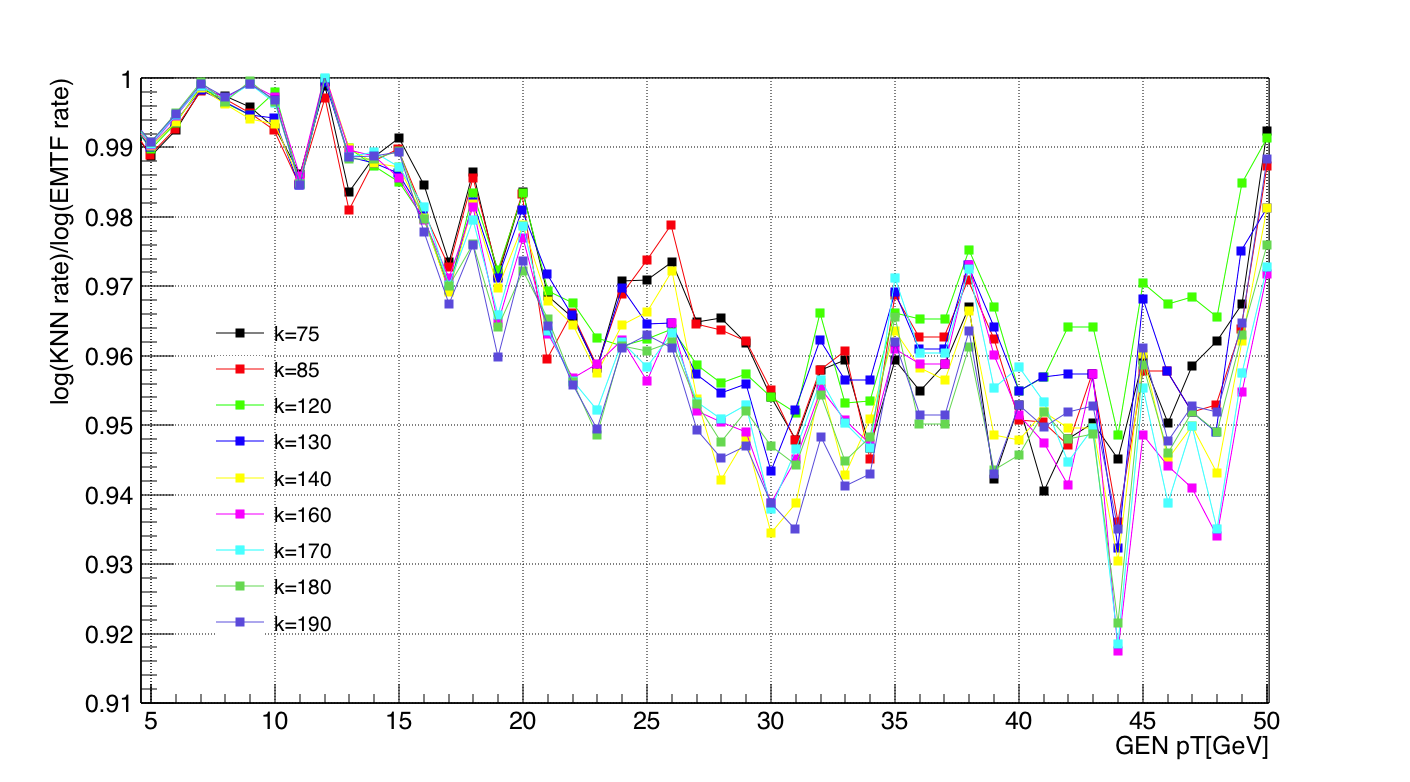 log(KNN rate)/log(EMTF rate)
1
0.99
0.98
0.97
0.96
0.95
0.94
0.93
0.92
0.91
k=75
k=85
k=120
k=130
k=140
k=160
k=170
k=180
k=190
5 10 15 20 25 30 35 40 45 50
GEN pT[GeV]